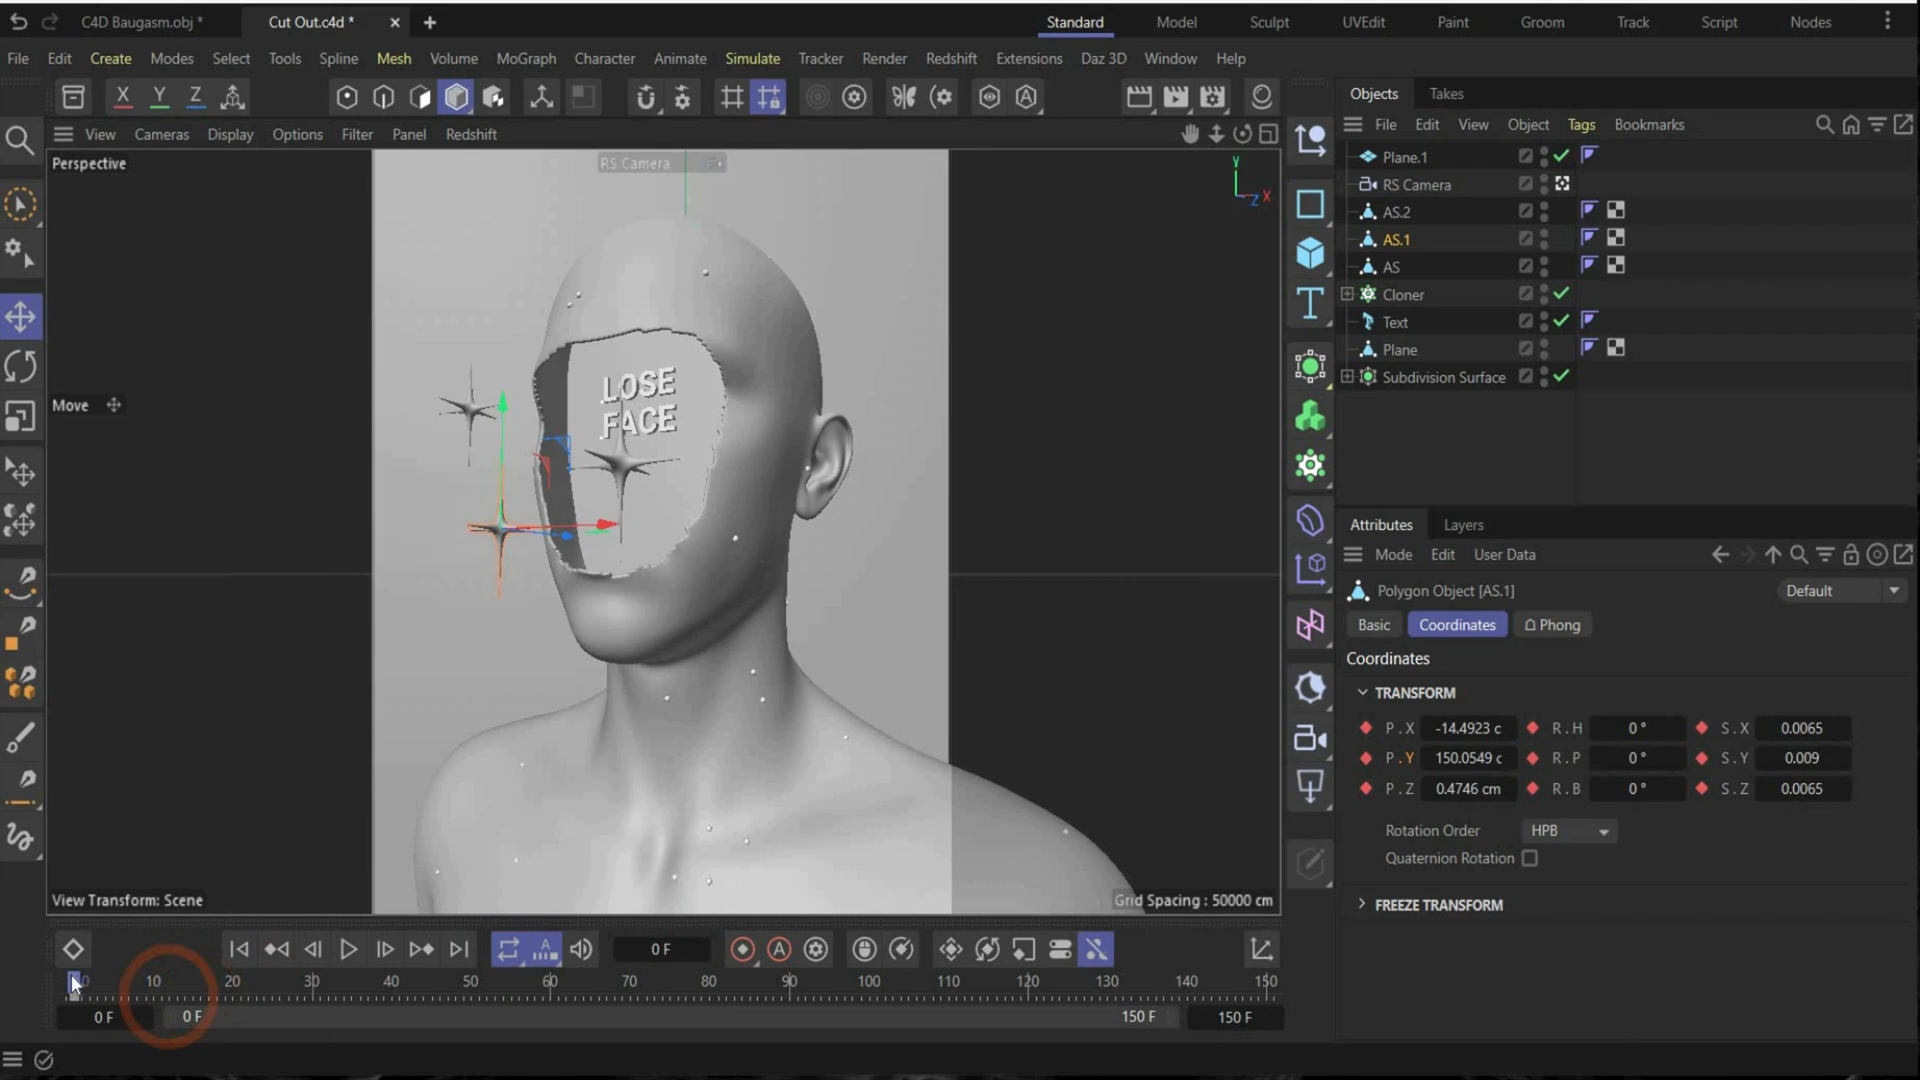 C4D Baugasm.obj * Cut Out.c4d * Standard Model Sculpt UVEdit Paint Groom Track Script Nodes
File Edit Create Modes Select Tools Spline Mesh Volume MoGraph Character Animate Simulate Tracker Render Redshift Extensions Daz 3D Window Help
X Y Z
Objects Takes
View Cameras Display Options Filter Panel Redshift
File Edit View Object Tags Bookmarks
Perspective
RS Camera
Y
X
Z
Move
LOSE
FACE
Plane.1
RS Camera
AS.2
AS.1
AS
Cloner
Text
Plane
Subdivision Surface
Attributes Layers
Mode Edit User Data
Polygon Object [AS.1] Default
Basic Coordinates Phong
Coordinates
TRANSFORM
P . X -14.4923 c R . H 0 ° S . X 0.0065
P . Y 150.0549 c R . P 0 ° S . Y 0.009
P . Z 0.4746 cm R . B 0 ° S . Z 0.0065
Rotation Order HPB
Quaternion Rotation
FREEZE TRANSFORM
View Transform: Scene Grid Spacing : 50000 cm
0 F
0 10 20 30 40 50 60 70 80 90 100 110 120 130 140 150
0 F 0 F 150 F 150 F